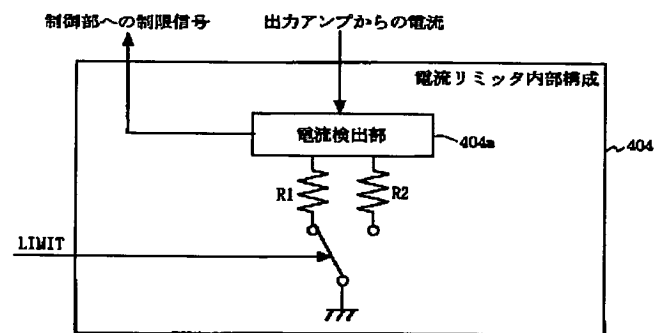 制御部への制限信号
出力アンプからの電流
電流リミッタ内部構成
電流検出部
404a
404
R1
R2
LIMIT